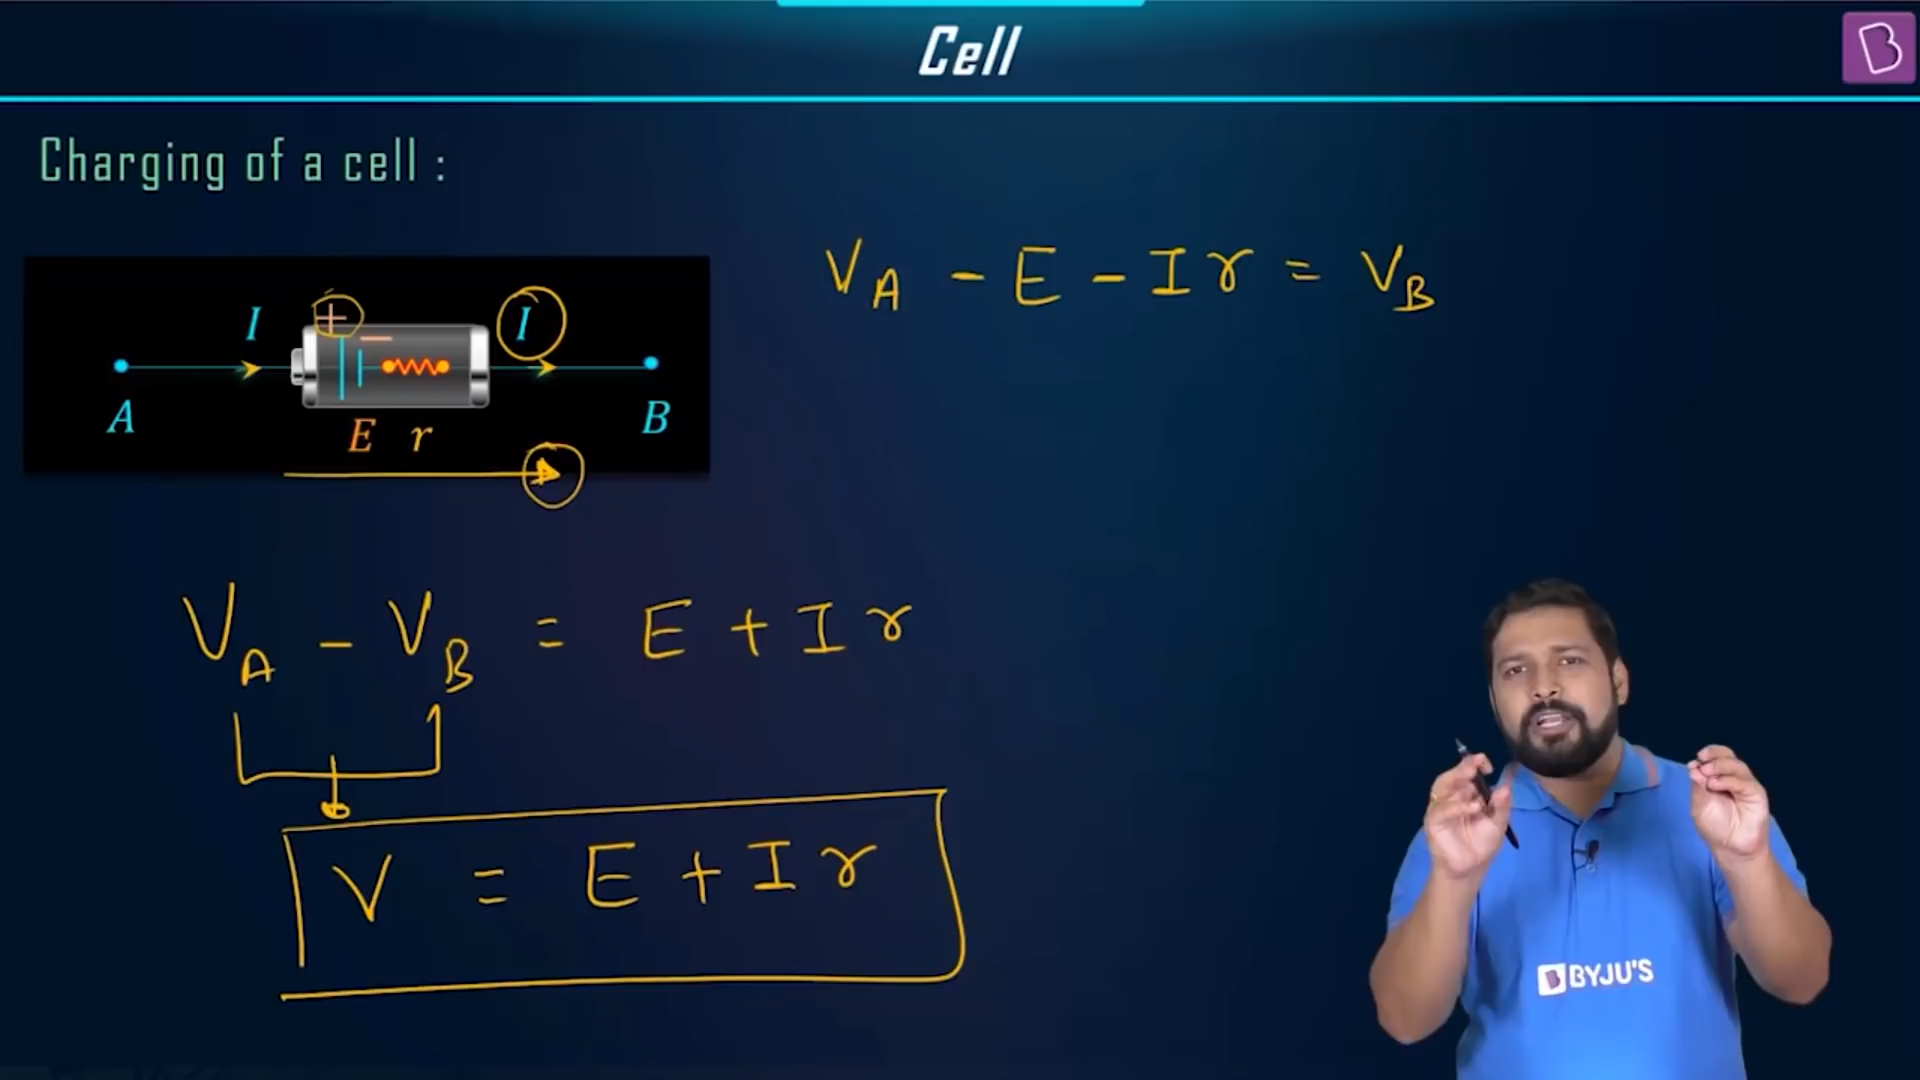 Cell
B
Charging of a cell :
V_A - E - Ir = V_B
+
I
I
−
A
B
E r
V_A - V_B = E + Ir
V = E + Ir
BYJU'S